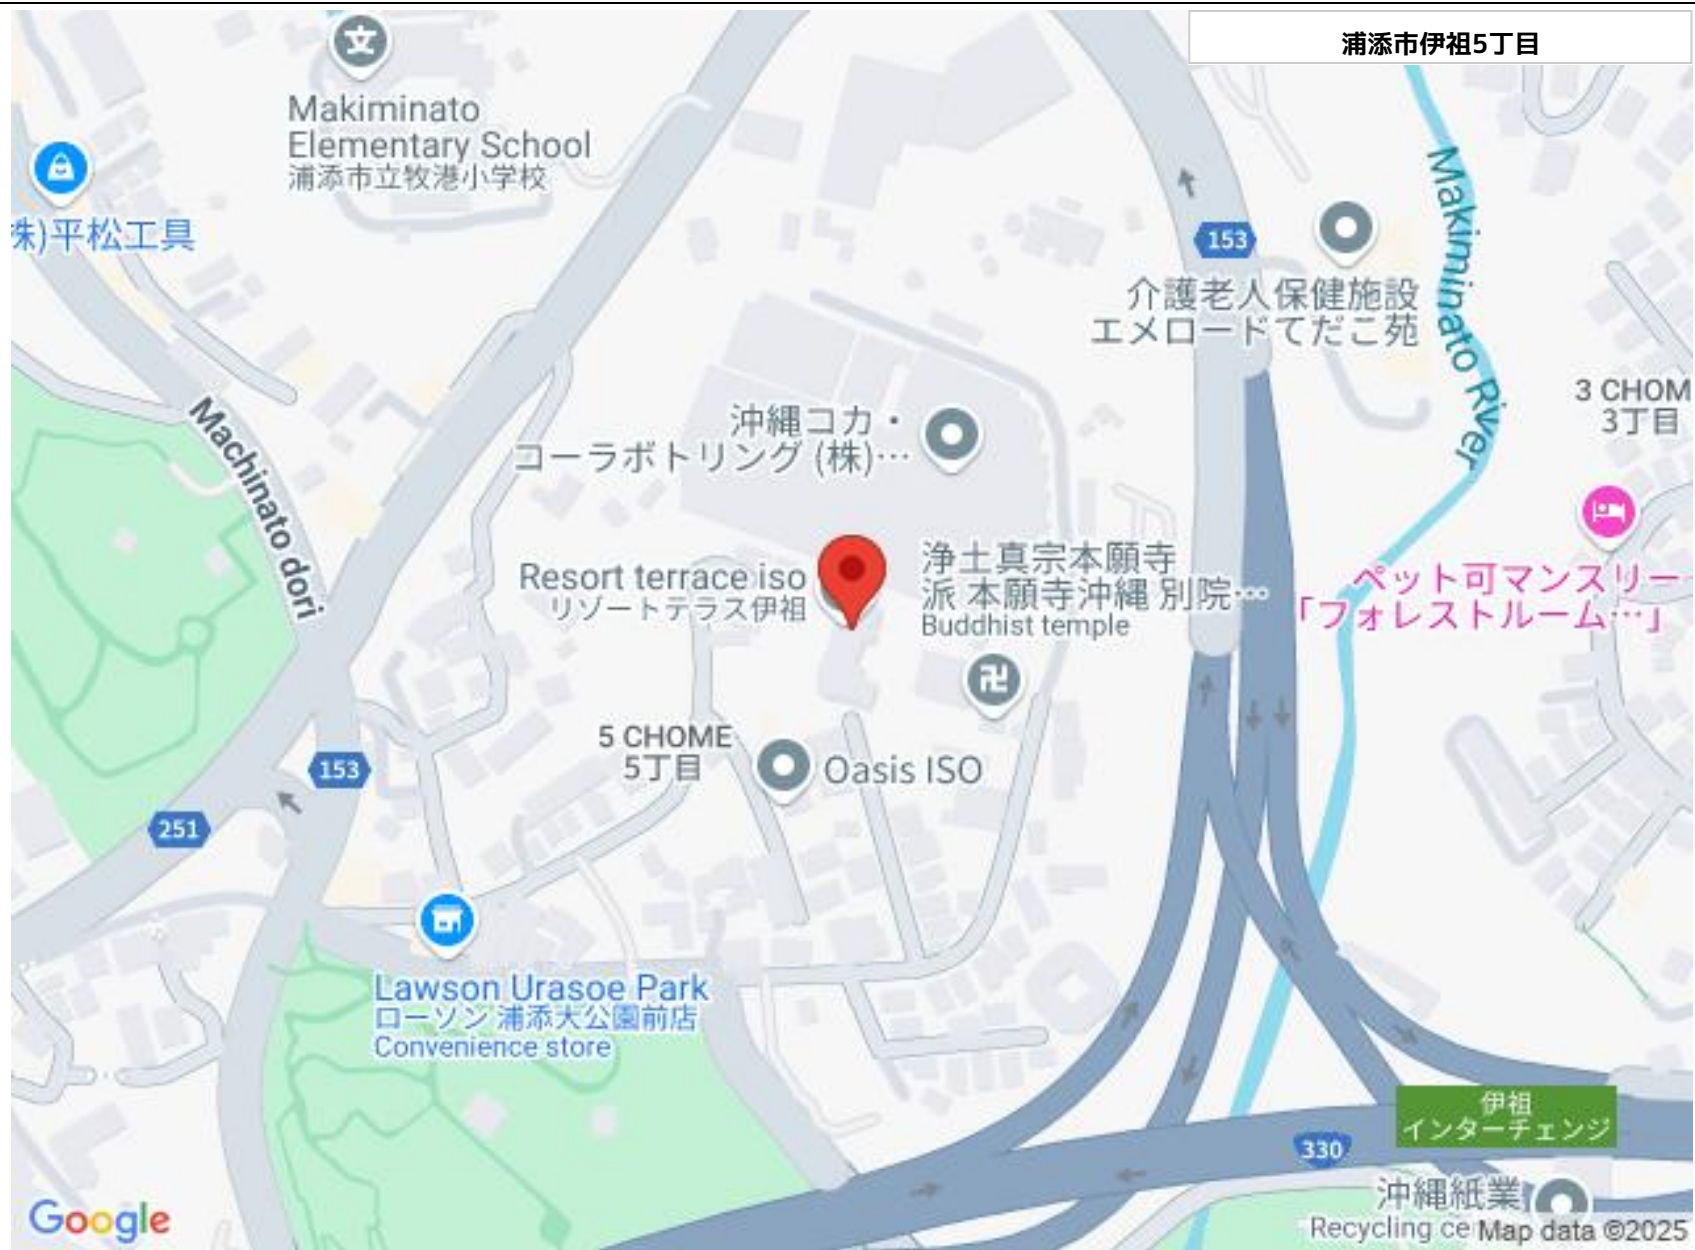 浦添市伊祖5丁目
文
Makiminato
Elementary School
浦添市立牧港小学校
株)平松工具
153
介護老人保健施設
エメロードてだこ苑
Makiminato River
3 CHOM
3丁目
Machinato dori
沖縄コカ・
コーラボトリング (株)…
Resort terrace iso
リゾートテラス伊祖
浄土真宗本願寺
派 本願寺沖縄 別院…
Buddhist temple
卍
ペット可マンスリー
「フォレストルーム…」
5 CHOME
5丁目
Oasis ISO
153
251
Lawson Urasoe Park
ローソン 浦添大公園前店
Convenience store
伊祖
インターチェンジ
330
沖縄紙業
Recycling ce
Google
Map data ©2025